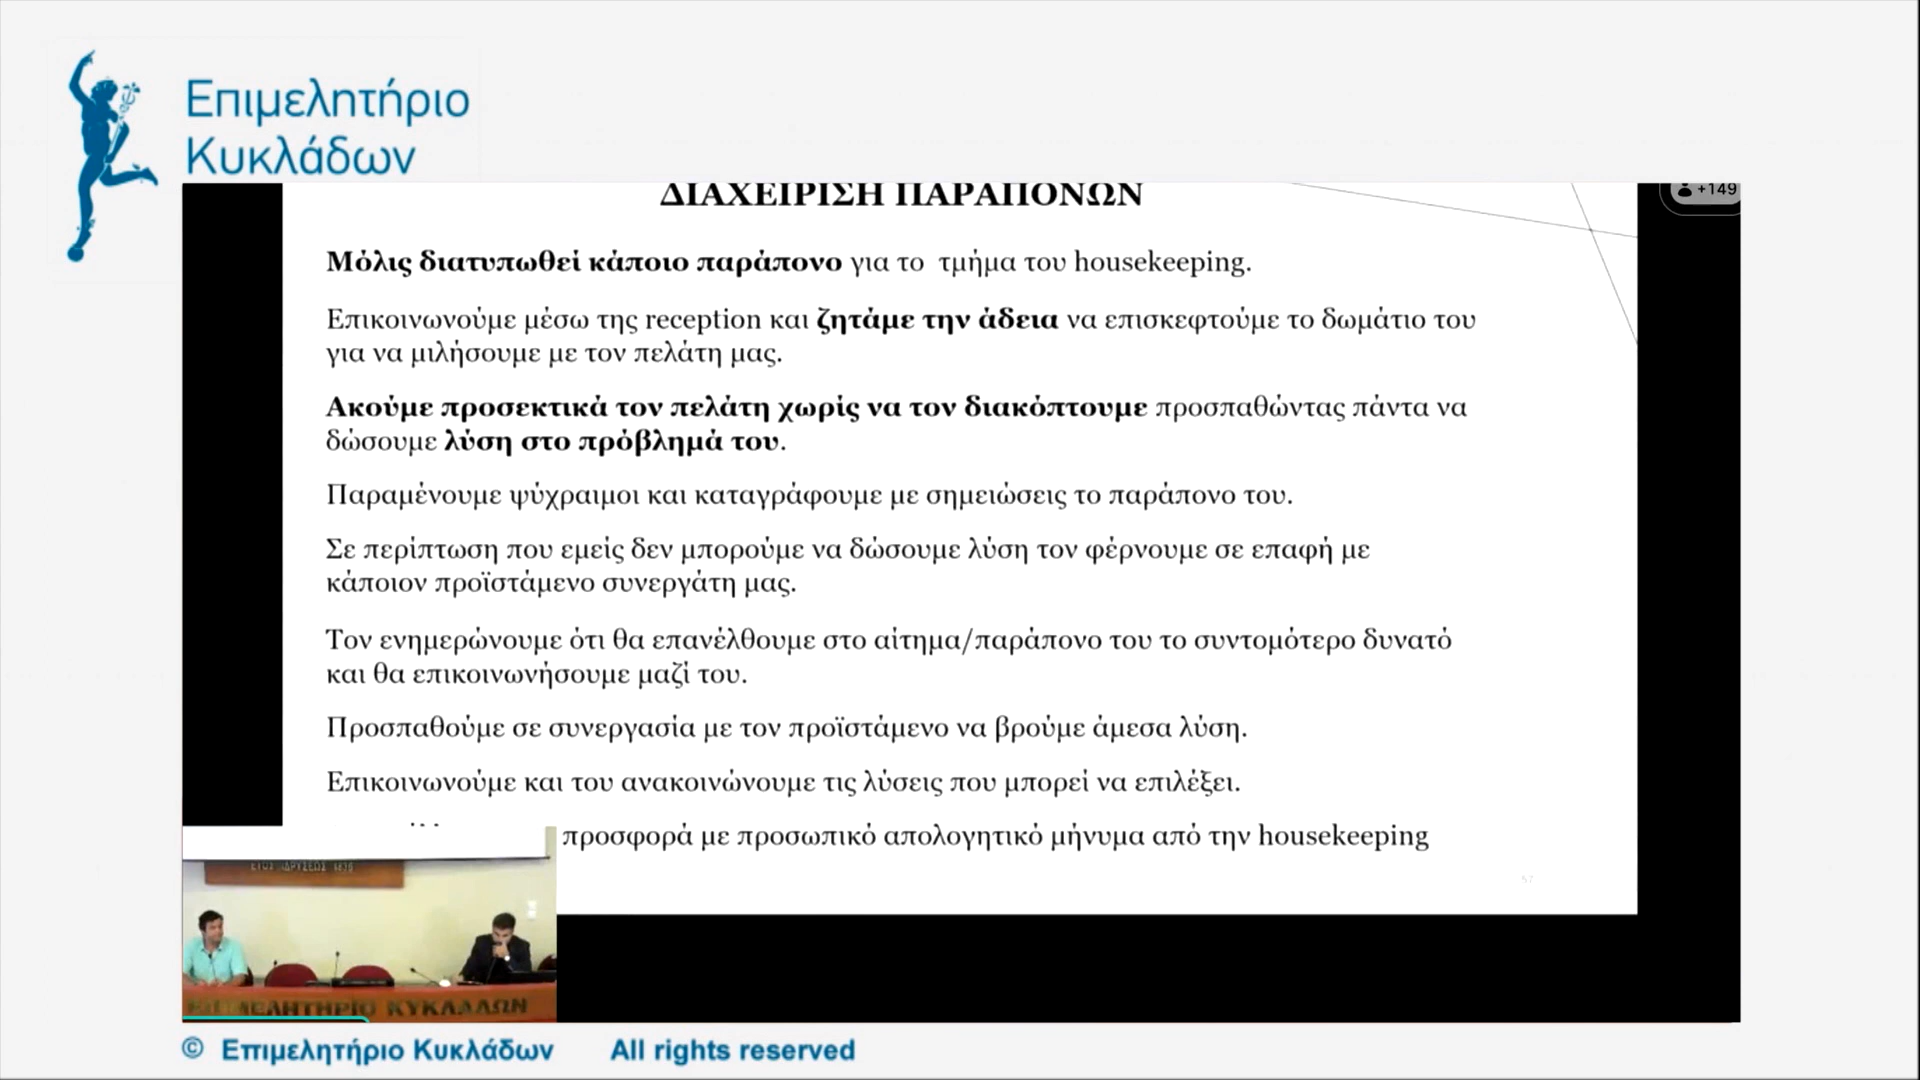 Επιμελητήριο
Κυκλάδων
ΔΙΑΧΕΙΡΙΣΗ ΠΑΡΑΠΟΝΩΝ
+149
Μόλις διατυπωθεί κάποιο παράπονο για το τμήμα του housekeeping.
Επικοινωνούμε μέσω της reception και ζητάμε την άδεια να επισκεφτούμε το δωμάτιο του
για να μιλήσουμε με τον πελάτη μας.
Ακούμε προσεκτικά τον πελάτη χωρίς να τον διακόπτουμε προσπαθώντας πάντα να
δώσουμε λύση στο πρόβλημά του.
Παραμένουμε ψύχραιμοι και καταγράφουμε με σημειώσεις το παράπονο του.
Σε περίπτωση που εμείς δεν μπορούμε να δώσουμε λύση τον φέρνουμε σε επαφή με
κάποιον προϊστάμενο συνεργάτη μας.
Τον ενημερώνουμε ότι θα επανέλθουμε στο αίτημα/παράπονο του το συντομότερο δυνατό
και θα επικοινωνήσουμε μαζί του.
Προσπαθούμε σε συνεργασία με τον προϊστάμενο να βρούμε άμεσα λύση.
Επικοινωνούμε και του ανακοινώνουμε τις λύσεις που μπορεί να επιλέξει.
προσφορά με προσωπικό απολογητικό μήνυμα από την housekeeping
57
ΕΤΟΣ ΙΔΡΥΣΕΩΣ
ΕΠΙΜΕΛΗΤΗΡΙΟ ΚΥΚΛΑΔΩΝ
© Επιμελητήριο Κυκλάδων All rights reserved